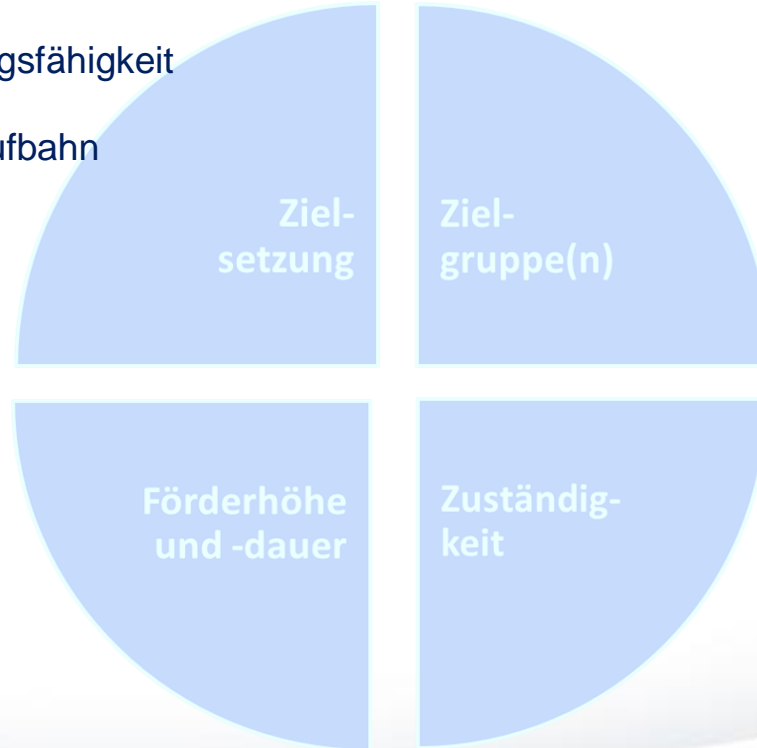 gsfähigkeit
ufbahn
Ziel-
setzung
Ziel-
gruppe(n)
Förderhöhe
und -dauer
Zuständig-
keit